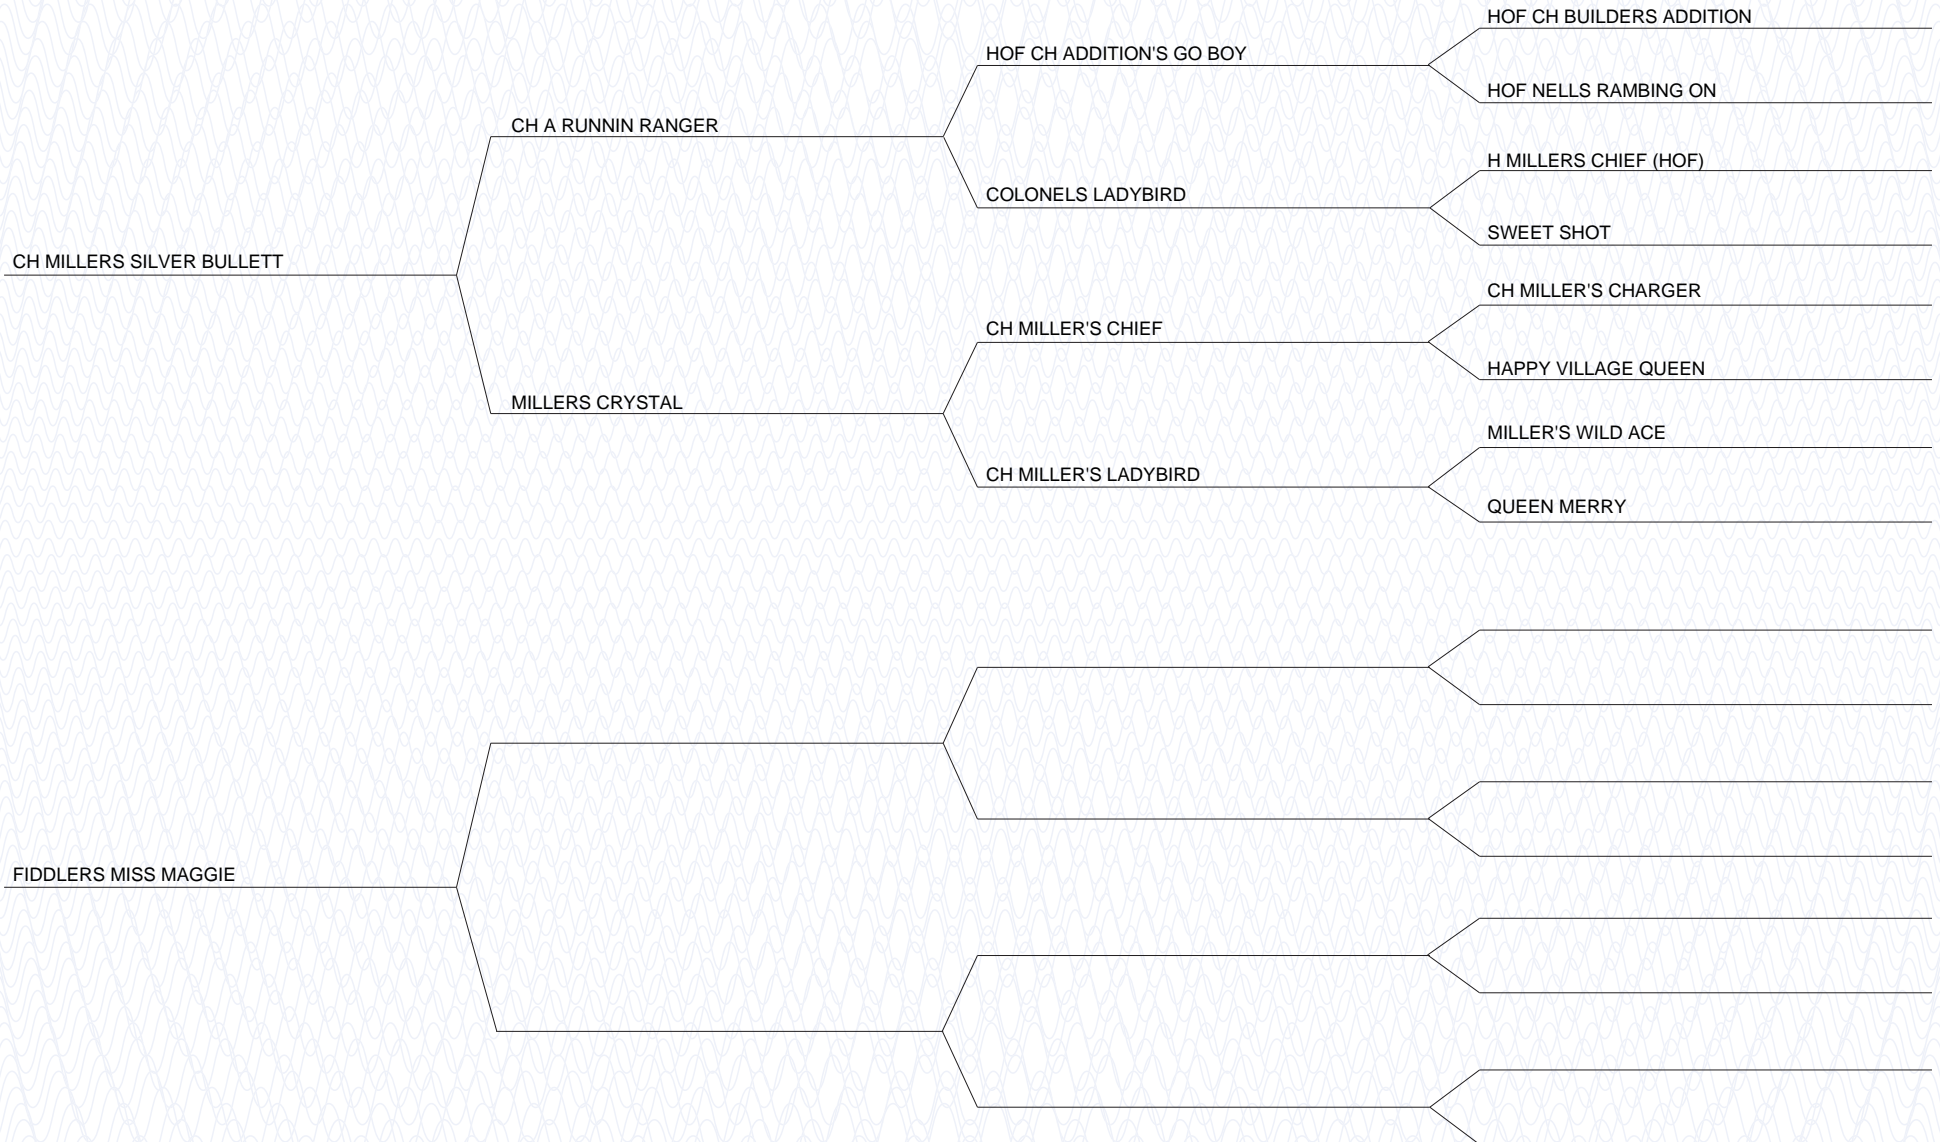 HOF CH BUILDERS ADDITION
HOF CH ADDITION'S GO BOY
HOF NELLS RAMBING ON
CH A RUNNIN RANGER
H MILLERS CHIEF (HOF)
COLONELS LADYBIRD
SWEET SHOT
CH MILLERS SILVER BULLETT
CH MILLER'S CHARGER
CH MILLER'S CHIEF
HAPPY VILLAGE QUEEN
MILLERS CRYSTAL
MILLER'S WILD ACE
CH MILLER'S LADYBIRD
QUEEN MERRY
FIDDLERS MISS MAGGIE